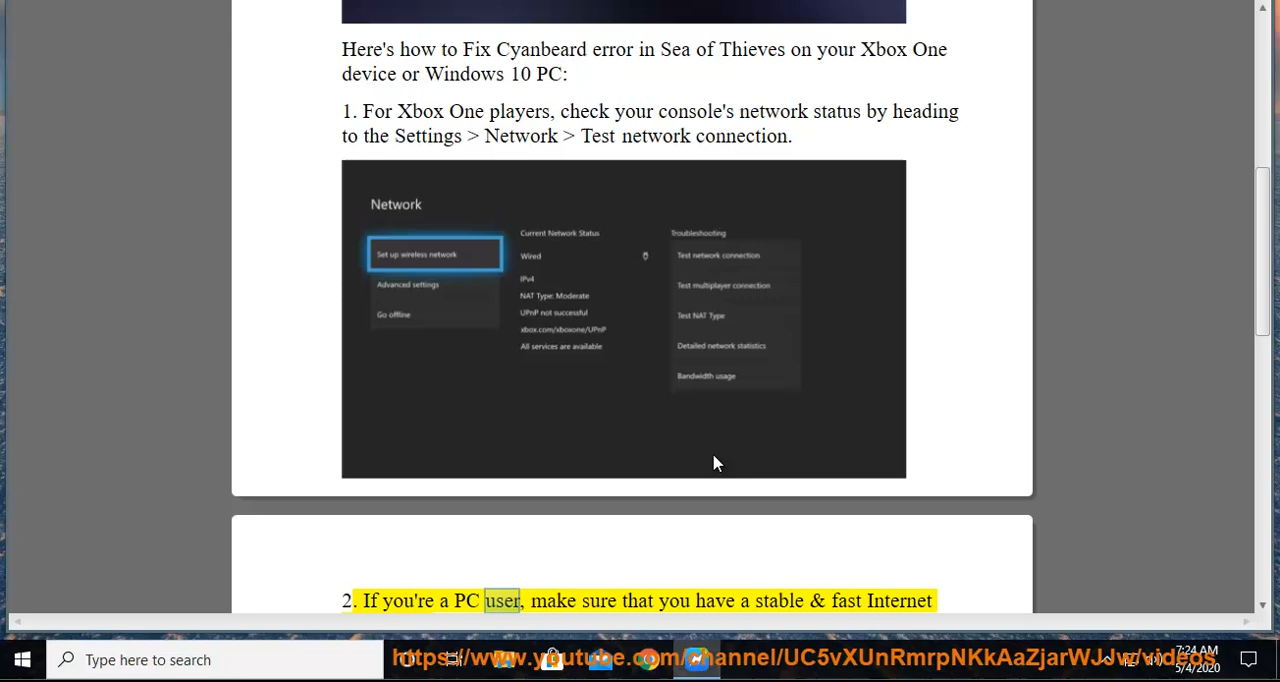 Here's how to Fix Cyanbeard error in Sea of Thieves on your Xbox One
device or Windows 10 PC:
1. For Xbox One players, check your console's network status by heading
to the Settings > Network > Test network connection.
Network
Set up wireless network
Advanced settings
Go offline
Current Network Status
Wired
IPv4
NAT Type: Moderate
UPnP not successful
xbox.com/xboxone/UPnP
All services are available
Troubleshooting
Test network connection
Test multiplayer connection
Test NAT Type
Detailed network statistics
Bandwidth usage
2. If you're a PC user, make sure that you have a stable & fast Internet
Type here to search
https://www.youtube.com/channel/UC5vXUnRmrpNKkAaZjarWJJw/videos
7:24 AM
5/4/2020